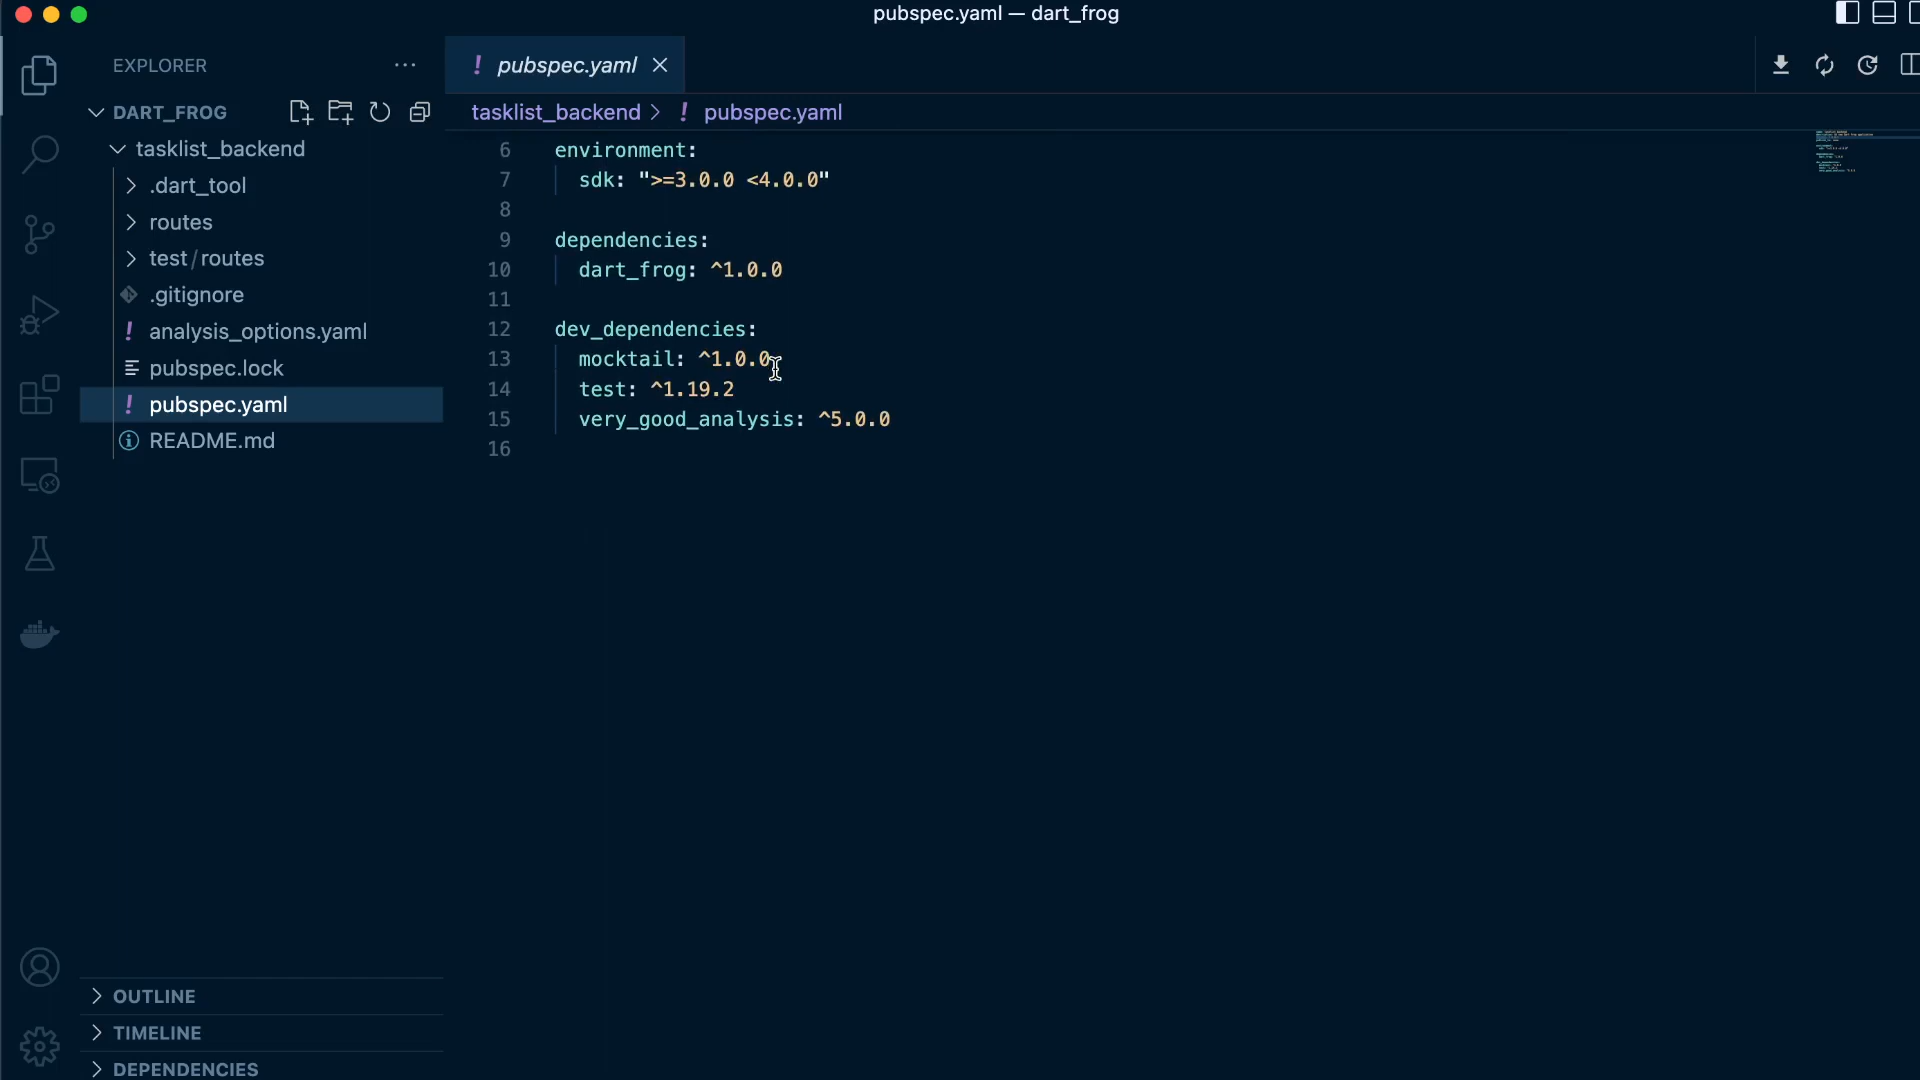 pubspec.yaml — dart_frog
EXPLORER
pubspec.yaml
DART_FROG
tasklist_backend > ! pubspec.yaml
tasklist_backend
.dart_tool
routes
test/routes
.gitignore
! analysis_options.yaml
pubspec.lock
! pubspec.yaml
README.md
6 environment:
7 sdk: ">=3.0.0 <4.0.0"
8
9 dependencies:
10 dart_frog: ^1.0.0
11
12 dev_dependencies:
13 mocktail: ^1.0.0
14 test: ^1.19.2
15 very_good_analysis: ^5.0.0
16
OUTLINE
TIMELINE
DEPENDENCIES